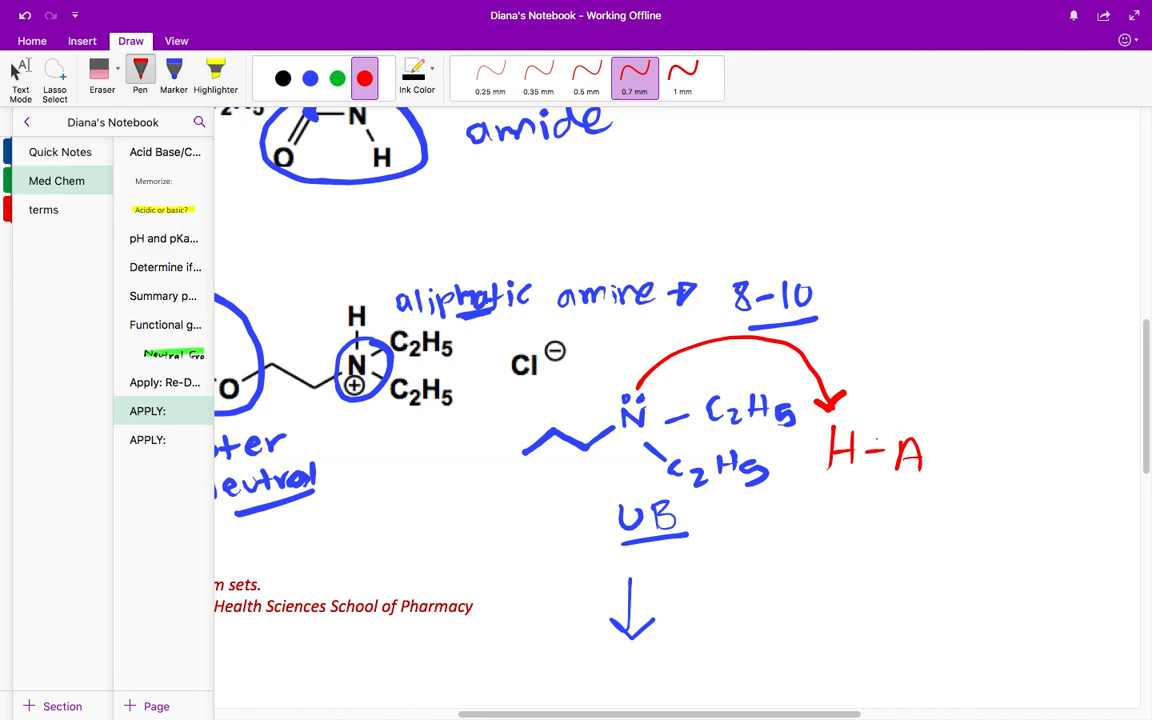 Diana's Notebook - Working Offline
Home Insert Draw View
Text Mode
Lasso Select
Eraser
Pen
Marker
Highlighter
Ink Color
0.25 mm
0.35 mm
0.5 mm
0.7 mm
1 mm
Diana's Notebook
Quick Notes
Med Chem
terms
Acid Base/C...
Memorize:
Acidic or basic?
pH and pKa...
Determine if...
Summary p...
Functional g...
Apply: Re-D...
APPLY:
APPLY:
+ Section
+ Page
N
O
H
amide
aliphatic amine → 8-10
H
C2H5
N
⊕
C2H5
O
Cl ⊖
N̈ - C2H5
C2H5
H-A
UB
eutral
m sets.
Health Sciences School of Pharmacy